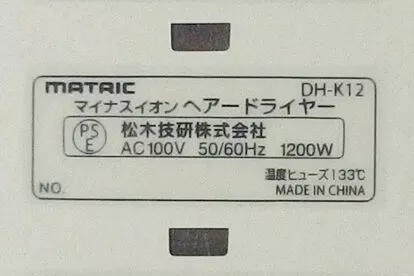 MATRIC DH-K12
マイナスイオン ヘアードライヤー
PSE 松木技研株式会社
AC100V 50/60Hz 1200W
温度ヒューズ133℃
NO. MADE IN CHINA